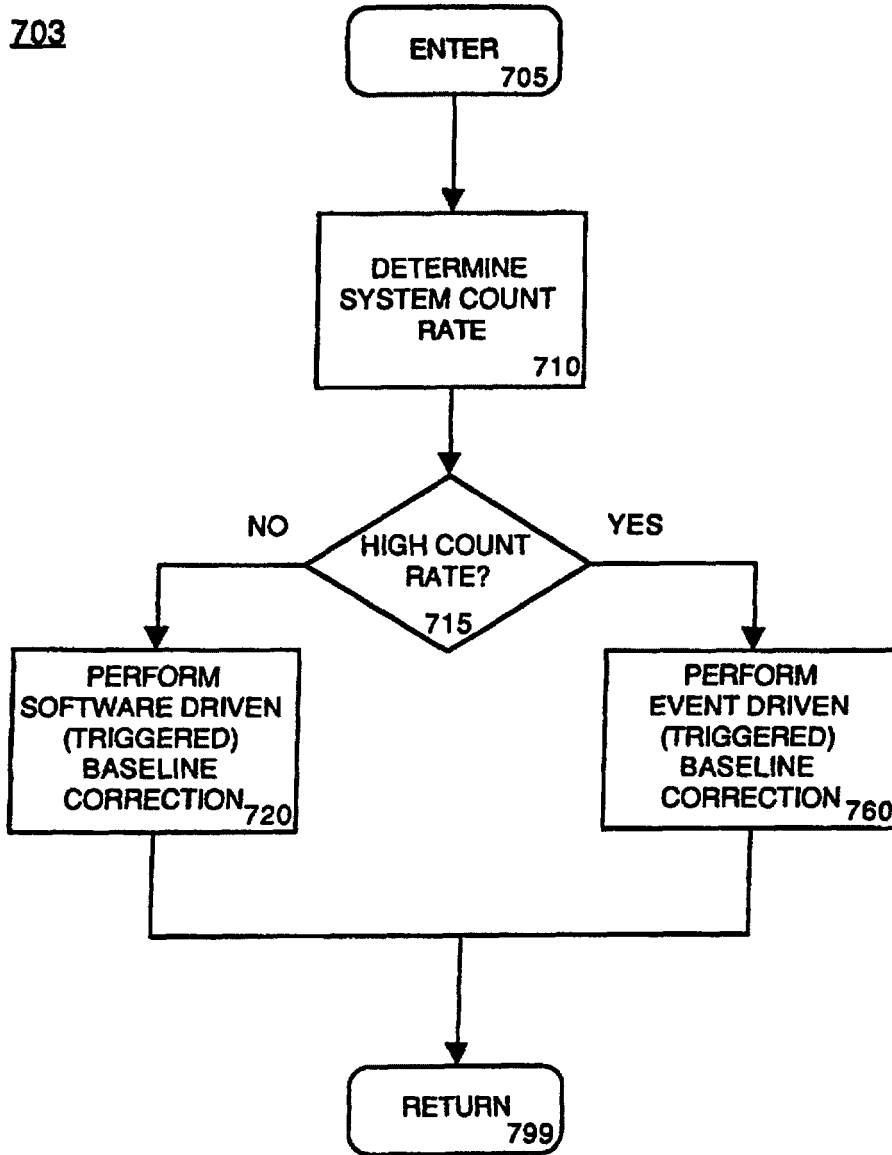 703
ENTER
705
DETERMINE
SYSTEM COUNT
RATE
710
NO
YES
HIGH COUNT
RATE?
715
PERFORM
SOFTWARE DRIVEN
(TRIGGERED)
BASELINE
CORRECTION
720
PERFORM
EVENT DRIVEN
(TRIGGERED)
BASELINE
CORRECTION
760
RETURN
799